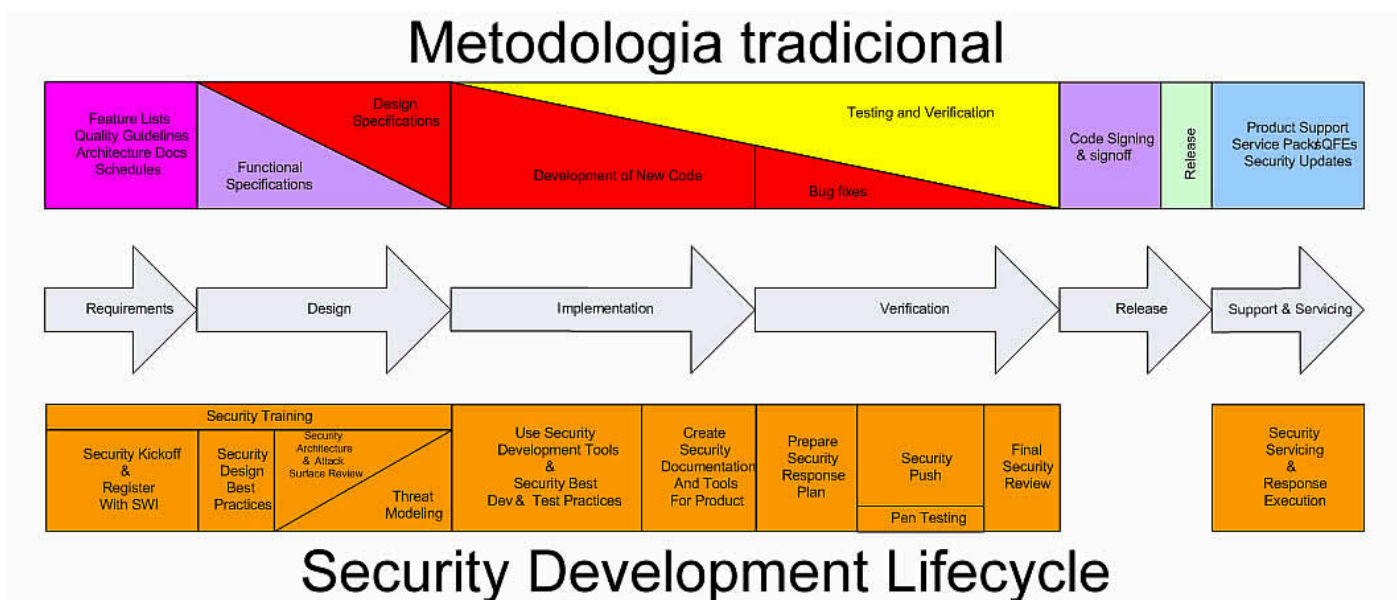 Metodologia tradicional
Feature Lists
Quality Guidelines
Architecture Docs
Schedules
Functional
Specifications
Design
Specifications
Development of New Code
Testing and Verification
Bug fixes
Code Signing
& signoff
Release
Product Support
Service Packs/QFEs
Security Updates
Requirements
Design
Implementation
Verification
Release
Support & Servicing
Security Training
Security Kickoff
&
Register
With SWI
Security
Design
Best
Practices
Security
Architecture
& Attack
Surface Review
Threat
Modeling
Use Security
Development Tools
&
Security Best
Dev & Test Practices
Create
Security
Documentation
And Tools
For Product
Prepare
Security
Response
Plan
Security
Push
Pen Testing
Final
Security
Review
Security
Servicing
&
Response
Execution
Security Development Lifecycle